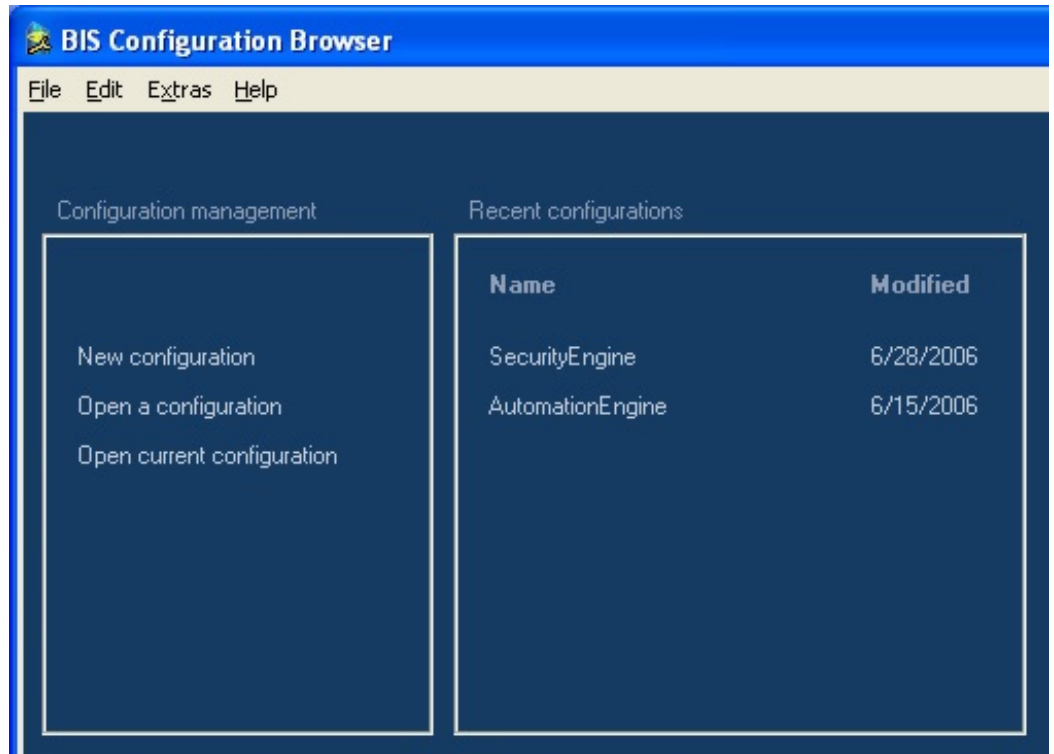 BIS Configuration Browser
File Edit Extras Help
Configuration management
New configuration
Open a configuration
Open current configuration
Recent configurations
Name Modified
SecurityEngine 6/28/2006
AutomationEngine 6/15/2006